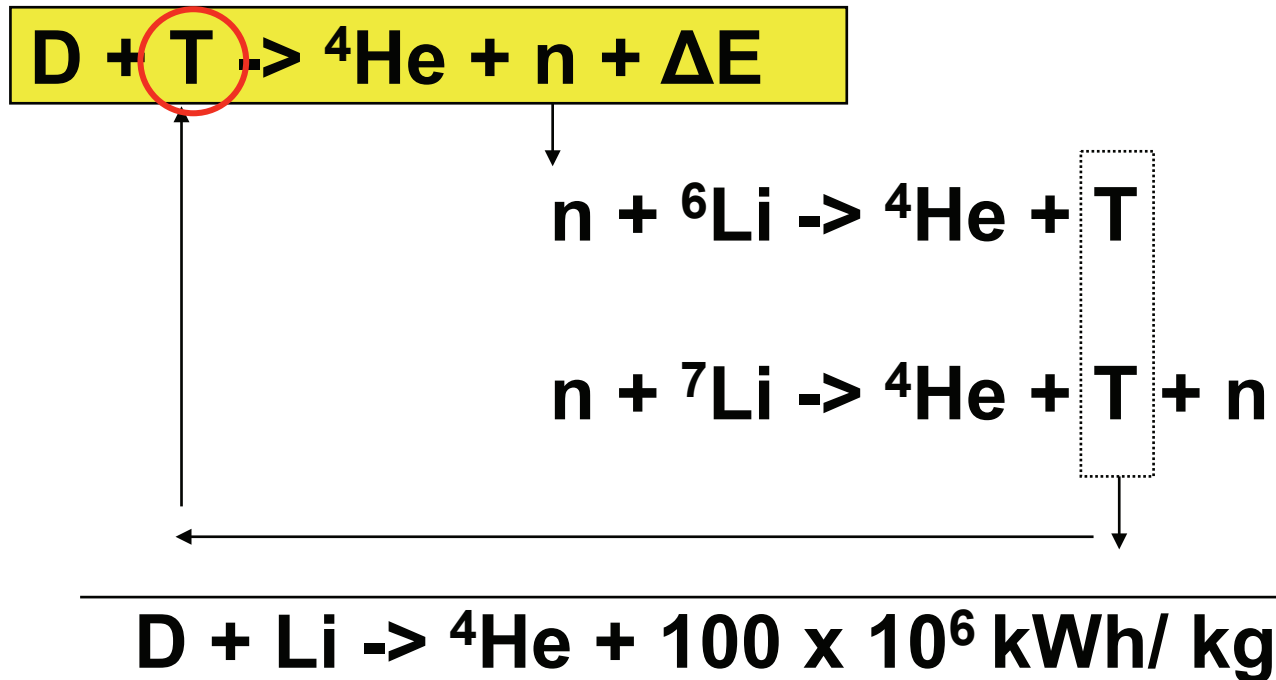 D + T -> ⁴He + n + ΔE
n + ⁶Li -> ⁴He + T
n + ⁷Li -> ⁴He + T + n
D + Li -> ⁴He + 100 x 10⁶ kWh/ kg